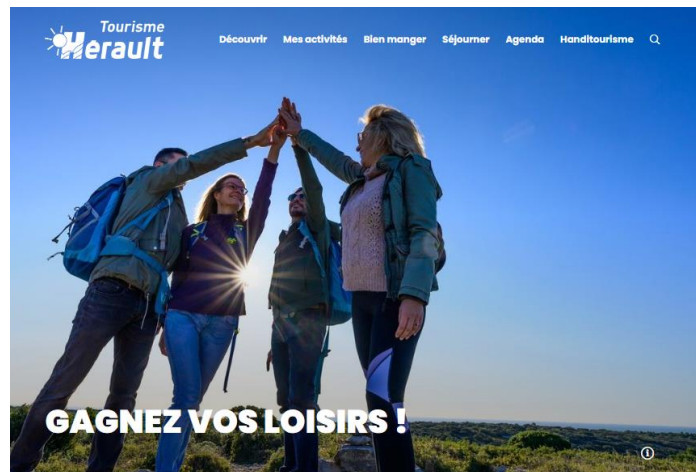 Tourisme
Herault
Découvrir Mes activités Bien manger Séjourner Agenda Handitourisme
GAGNEZ VOS LOISIRS !